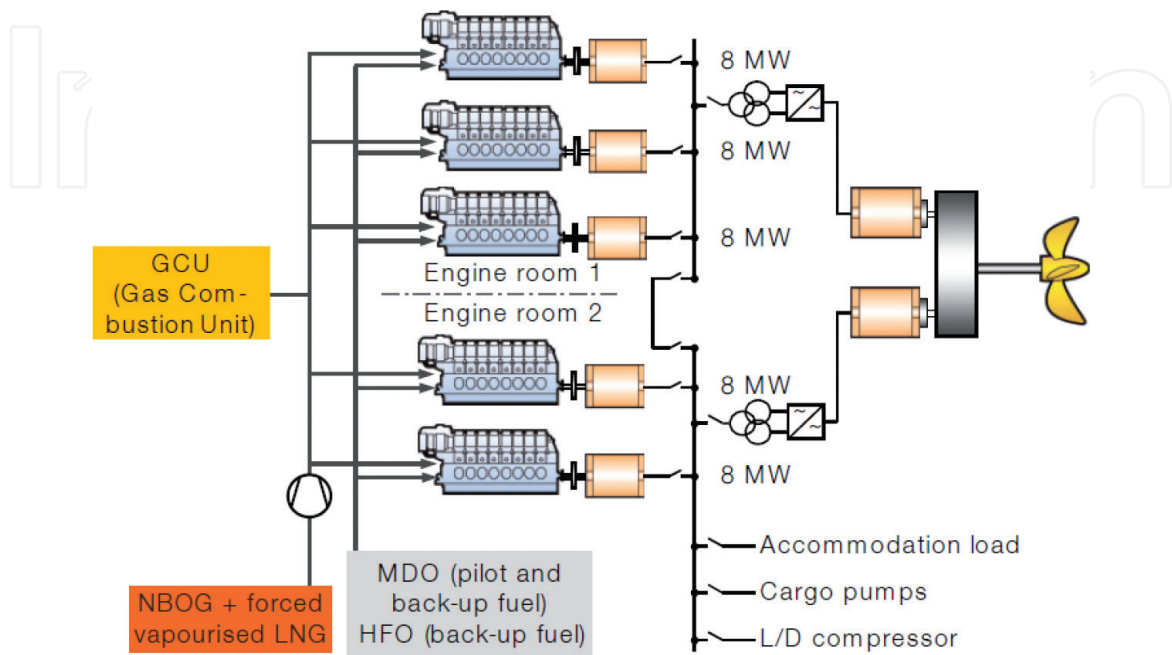 8 MW
8 MW
8 MW
GCU
(Gas Com-
bustion Unit)
Engine room 1
Engine room 2
8 MW
8 MW
NBOG + forced
vapourised LNG
MDO (pilot and
back-up fuel)
HFO (back-up fuel)
Accommodation load
Cargo pumps
L/D compressor